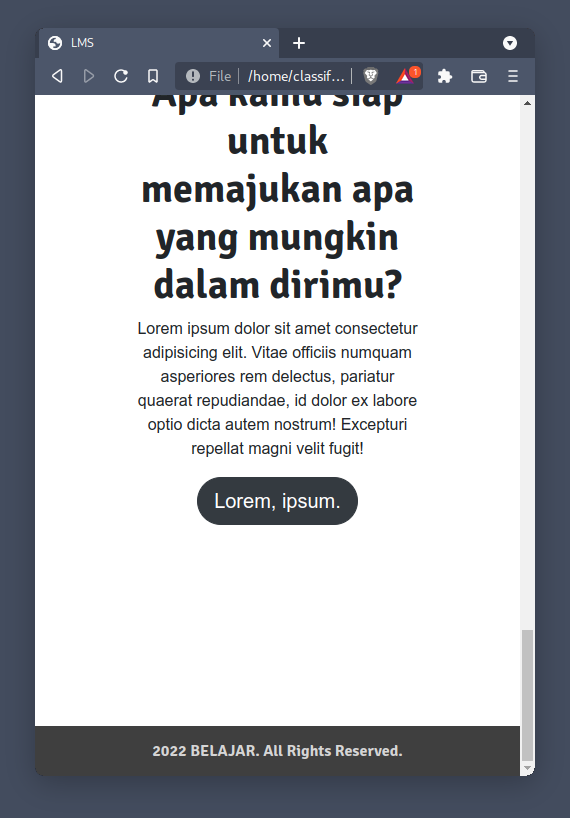 LMS
File
/home/classif...
1
Apa kamu siap
untuk
memajukan apa
yang mungkin
dalam dirimu?
Lorem ipsum dolor sit amet consectetur
adipisicing elit. Vitae officiis numquam
asperiores rem delectus, pariatur
quaerat repudiandae, id dolor ex labore
optio dicta autem nostrum! Excepturi
repellat magni velit fugit!
Lorem, ipsum.
2022 BELAJAR. All Rights Reserved.